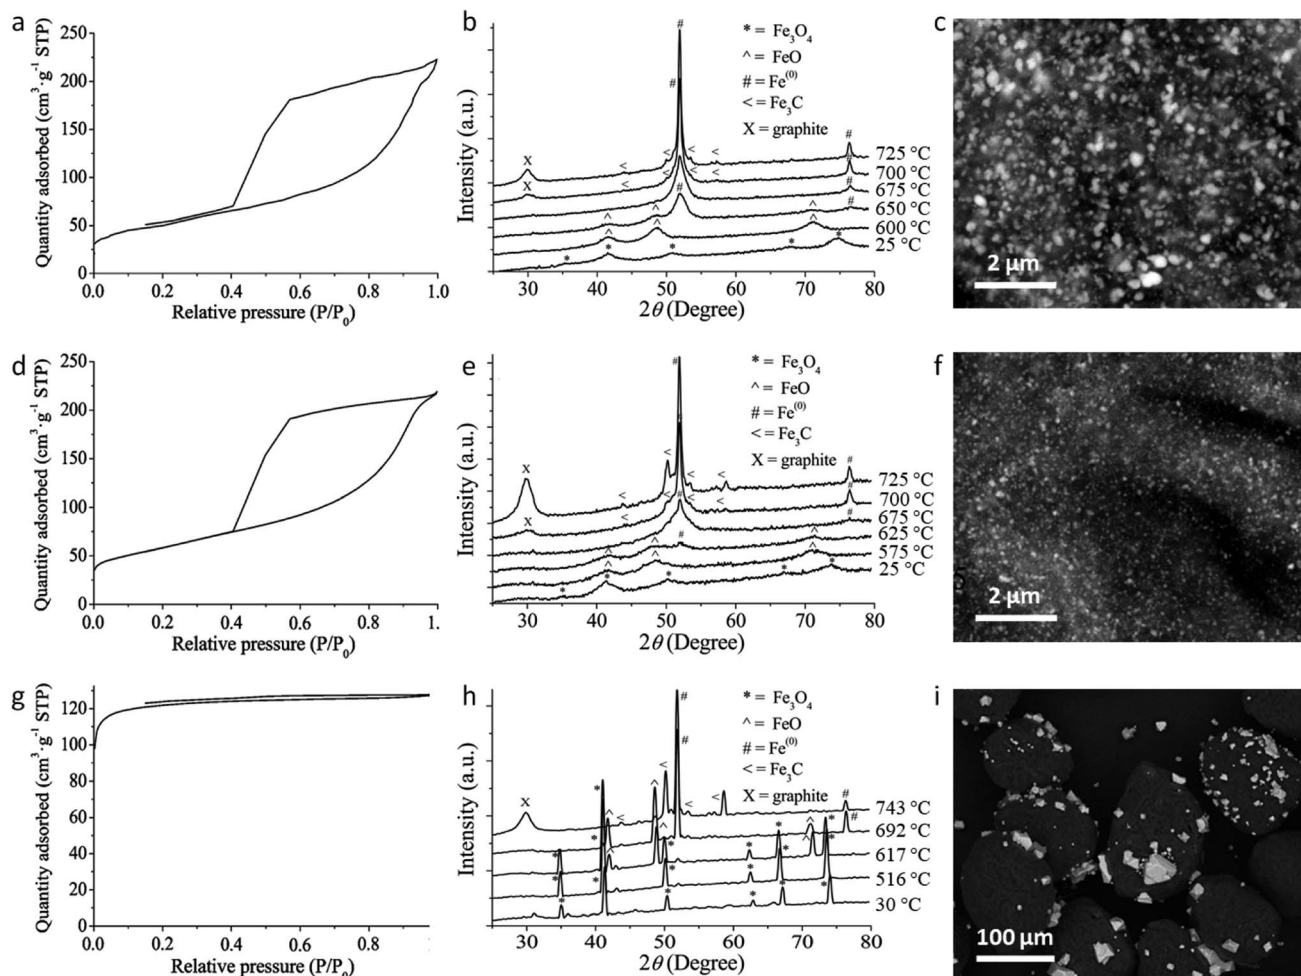 a
250
200
150
100
50
0
Quantity adsorbed (cm³·g⁻¹ STP)
0.0 0.2 0.4 0.6 0.8 1.0
Relative pressure (P/P₀)
b
Intensity (a.u.)
* = Fe₃O₄
^ = FeO
# = Fe⁽⁰⁾
< = Fe₃C
X = graphite
#
#
X
X
<
<
<
<
<
<
<
<
#
^
^
^
^
^
^
*
*
*
*
*
#
#
#
#
725 °C
700 °C
675 °C
650 °C
600 °C
25 °C
30 40 50 60 70 80
2θ (Degree)
c
2 µm
d
250
200
150
100
50
0
Quantity adsorbed (cm³·g⁻¹ STP)
0.0 0.2 0.4 0.6 0.8 1.
Relative pressure (P/P₀)
e
Intensity (a.u.)
* = Fe₃O₄
^ = FeO
# = Fe⁽⁰⁾
< = Fe₃C
X = graphite
#
X
X
<
<
<
<
<
<
<
#
#
^
^
^
^
^
^
*
*
*
*
*
#
#
#
725 °C
700 °C
675 °C
625 °C
575 °C
25 °C
30 40 50 60 70 80
2θ (Degree)
f
2 µm
g
120
100
80
60
40
20
0
Quantity adsorbed (cm³·g⁻¹ STP)
0.0 0.2 0.4 0.6 0.8
Relative pressure (P/P₀)
h
Intensity (a.u.)
* = Fe₃O₄
^ = FeO
# = Fe⁽⁰⁾
< = Fe₃C
X = graphite
#
#
X
743 °C
692 °C
617 °C
516 °C
30 °C
30 40 50 60 70 80
2θ (Degree)
i
100 µm